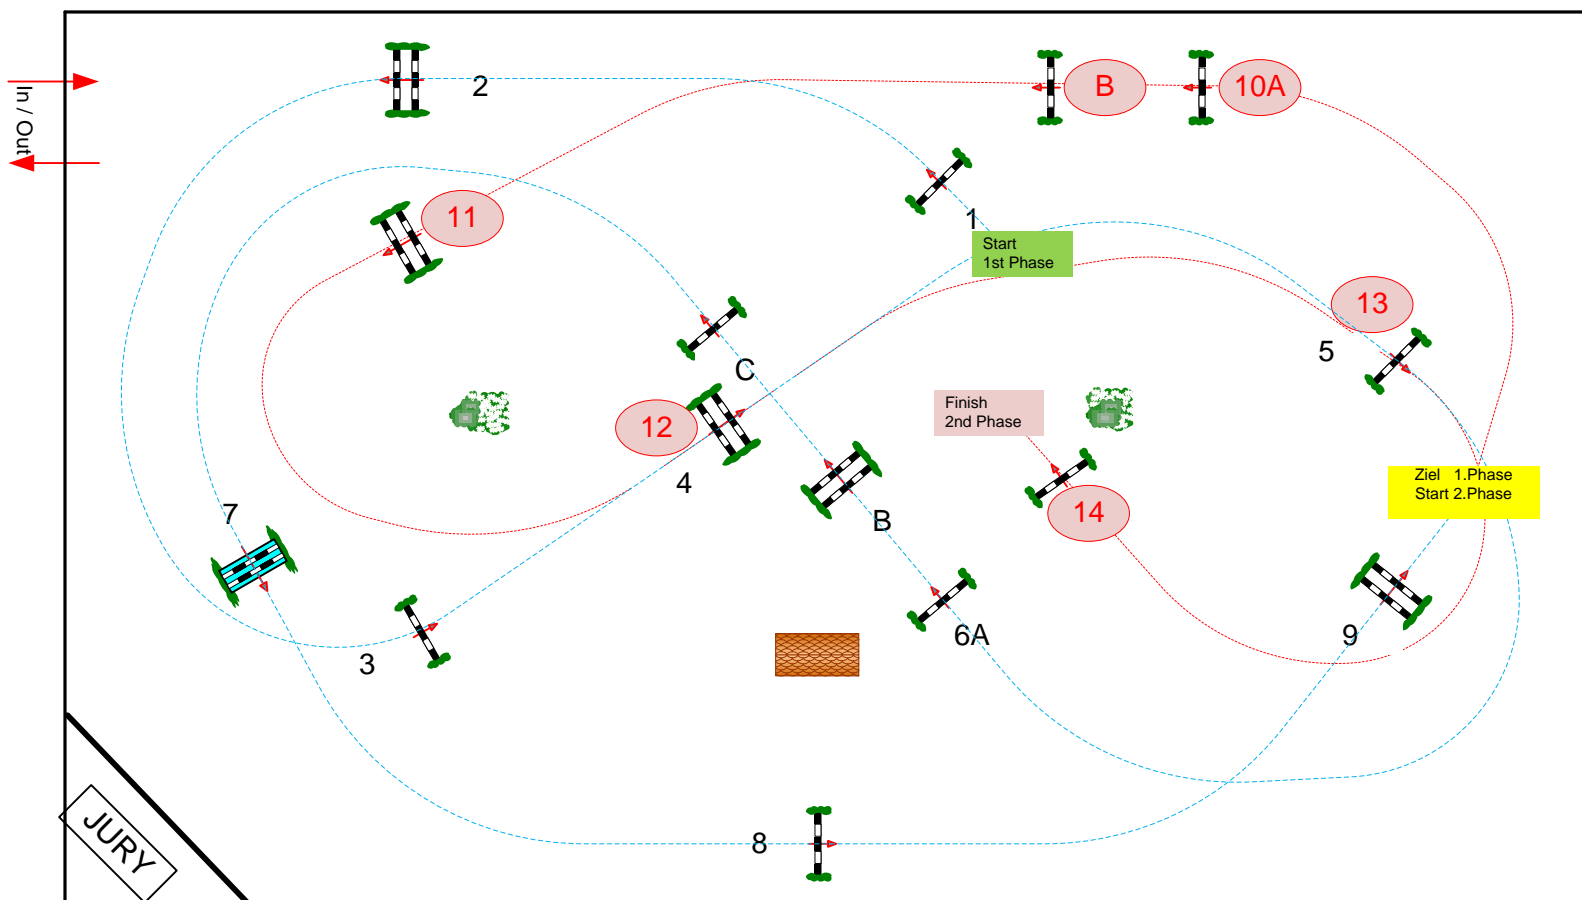 2
B
10A
In / Out
1
11
Start
1st Phase
13
5
C
Finish
2nd Phase
12
4
Ziel 1.Phase
Start 2.Phase
7
B
14
6A
9
3
8
JURY